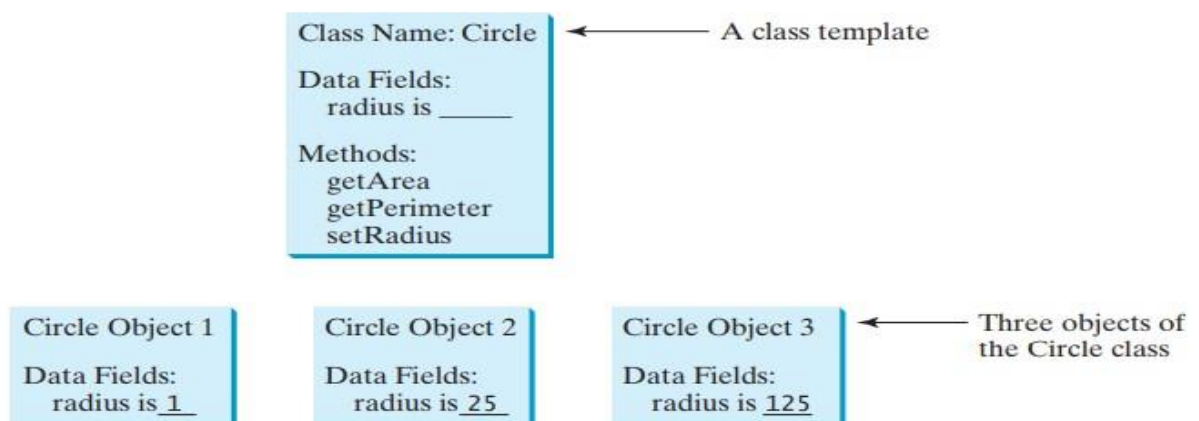 Class Name: Circle
A class template
Data Fields:
radius is _____
Methods:
getArea
getPerimeter
setRadius
Circle Object 1
Data Fields:
radius is 1
Circle Object 2
Data Fields:
radius is 25
Circle Object 3
Data Fields:
radius is 125
Three objects of
the Circle class